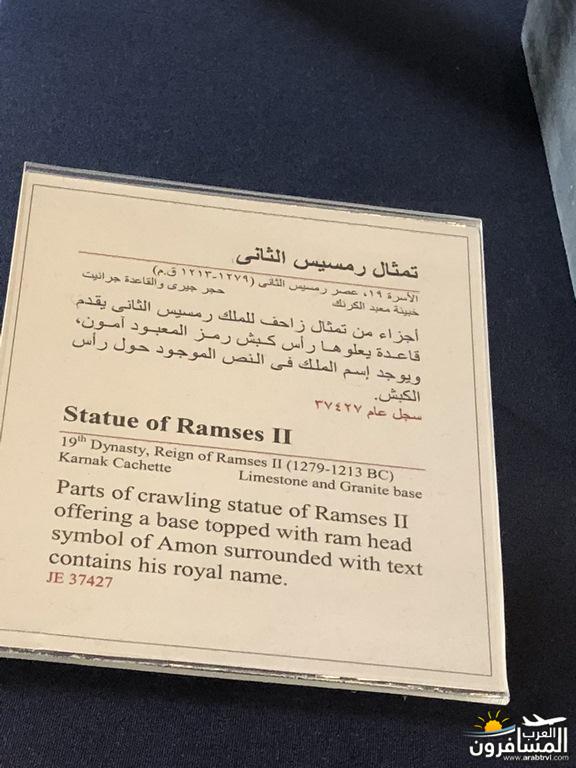 تمثال رمسيس الثانى
الأسرة ١٩، عصر رمسيس الثانى (١٢٧٩-١٢١٣ ق.م)
خبيئة معبد الكرنك حجر جيرى والقاعدة جرانيت
أجزاء من تمثال زاحف للملك رمسيس الثانى يقدم
قاعدة يعلوها رأس كبش رمز المعبود آمون،
ويوجد إسم الملك فى النص الموجود حول رأس
الكبش.
سجل عام ٣٧٤٢٧
Statue of Ramses II
19th Dynasty, Reign of Ramses II (1279-1213 BC)
Karnak Cachette Limestone and Granite base
Parts of crawling statue of Ramses II
offering a base topped with ram head
symbol of Amon surrounded with text
contains his royal name.
JE 37427
العرب
المسافرون
www.arabtrvl.com